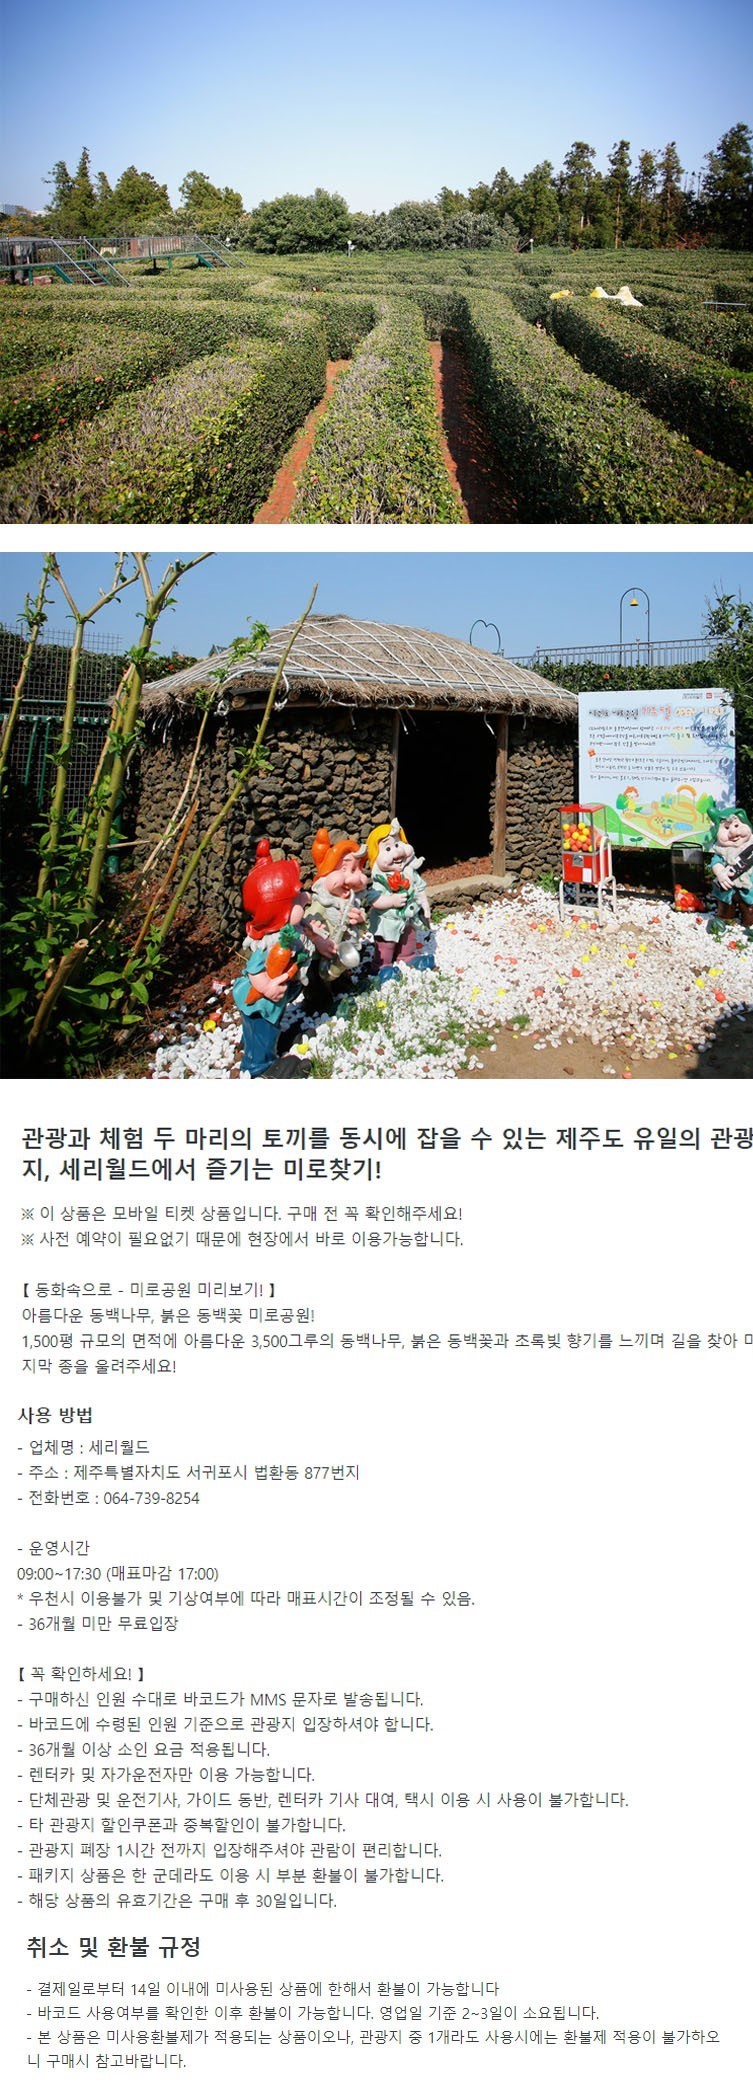 관광과 체험 두 마리의 토끼를 동시에 잡을 수 있는 제주도 유일의 관광
지, 세리월드에서 즐기는 미로찾기!
※ 이 상품은 모바일 티켓 상품입니다. 구매 전 꼭 확인해주세요!
※ 사전 예약이 필요없기 때문에 현장에서 바로 이용가능합니다.
【 동화속으로 - 미로공원 미리보기! 】
아름다운 동백나무, 붉은 동백꽃 미로공원!
1,500평 규모의 면적에 아름다운 3,500그루의 동백나무, 붉은 동백꽃과 초록빛 향기를 느끼며 길을 찾아 마
지막 종을 울려주세요!
사용 방법
- 업체명 : 세리월드
- 주소 : 제주특별자치도 서귀포시 법환동 877번지
- 전화번호 : 064-739-8254
- 운영시간
09:00~17:30 (매표마감 17:00)
* 우천시 이용불가 및 기상여부에 따라 매표시간이 조정될 수 있음.
- 36개월 미만 무료입장
【 꼭 확인하세요! 】
- 구매하신 인원 수대로 바코드가 MMS 문자로 발송됩니다.
- 바코드에 수령된 인원 기준으로 관광지 입장하셔야 합니다.
- 36개월 이상 소인 요금 적용됩니다.
- 렌터카 및 자가운전자만 이용 가능합니다.
- 단체관광 및 운전기사, 가이드 동반, 렌터카 기사 대여, 택시 이용 시 사용이 불가합니다.
- 타 관광지 할인쿠폰과 중복할인이 불가합니다.
- 관광지 폐장 1시간 전까지 입장해주셔야 관람이 편리합니다.
- 패키지 상품은 한 군데라도 이용 시 부분 환불이 불가합니다.
- 해당 상품의 유효기간은 구매 후 30일입니다.
취소 및 환불 규정
- 결제일로부터 14일 이내에 미사용된 상품에 한해서 환불이 가능합니다
- 바코드 사용여부를 확인한 이후 환불이 가능합니다. 영업일 기준 2~3일이 소요됩니다.
- 본 상품은 미사용환불제가 적용되는 상품이오나, 관광지 중 1개라도 사용시에는 환불제 적용이 불가하오
니 구매시 참고바랍니다.